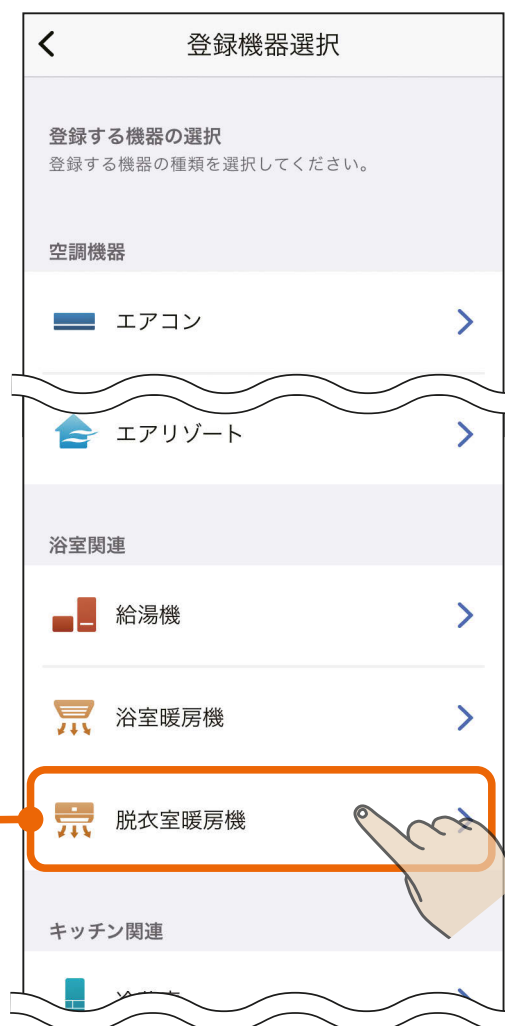 登録機器選択
登録する機器の選択
登録する機器の種類を選択してください。
空調機器
エアコン
エアリゾート
浴室関連
給湯機
浴室暖房機
脱衣室暖房機
キッチン関連